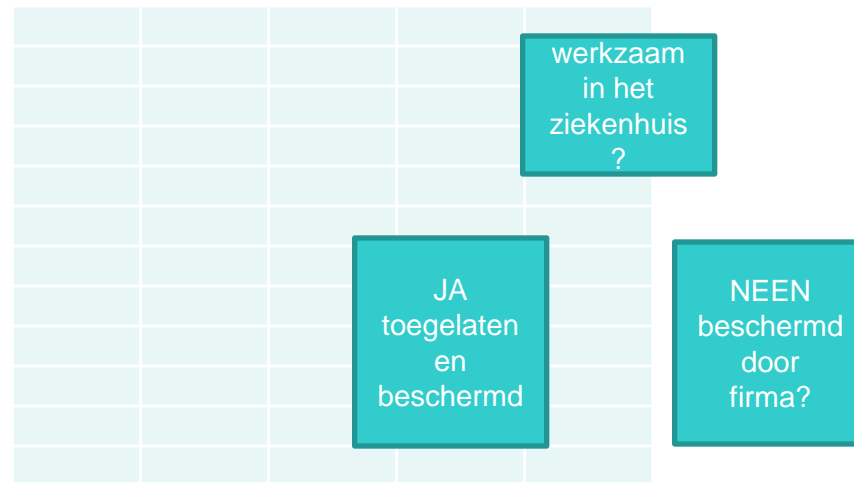 werkzaam
in het
ziekenhuis
?
JA
toegelaten
en
beschermd
NEEN
beschermd
door
firma?